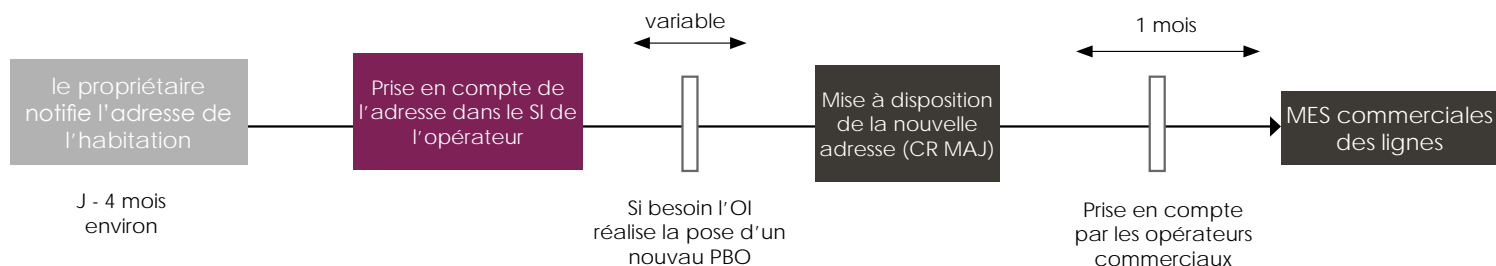 variable
1 mois
le propriétaire
notifie l'adresse de
l'habitation
Prise en compte de
l'adresse dans le SI de
l'opérateur
Mise à disposition
de la nouvelle
adresse (CR MAJ)
MES commerciales
des lignes
J - 4 mois
environ
Si besoin l'OI
réalise la pose d'un
nouvau PBO
Prise en compte
par les opérateurs
commerciaux